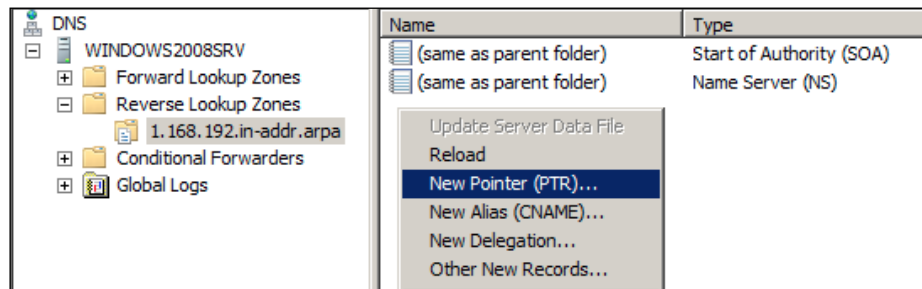 DNS
WINDOWS2008SRV
Forward Lookup Zones
Reverse Lookup Zones
1.168.192.in-addr.arpa
Conditional Forwarders
Global Logs
Name Type
(same as parent folder) Start of Authority (SOA)
(same as parent folder) Name Server (NS)
Update Server Data File
Reload
New Pointer (PTR)...
New Alias (CNAME)...
New Delegation...
Other New Records...